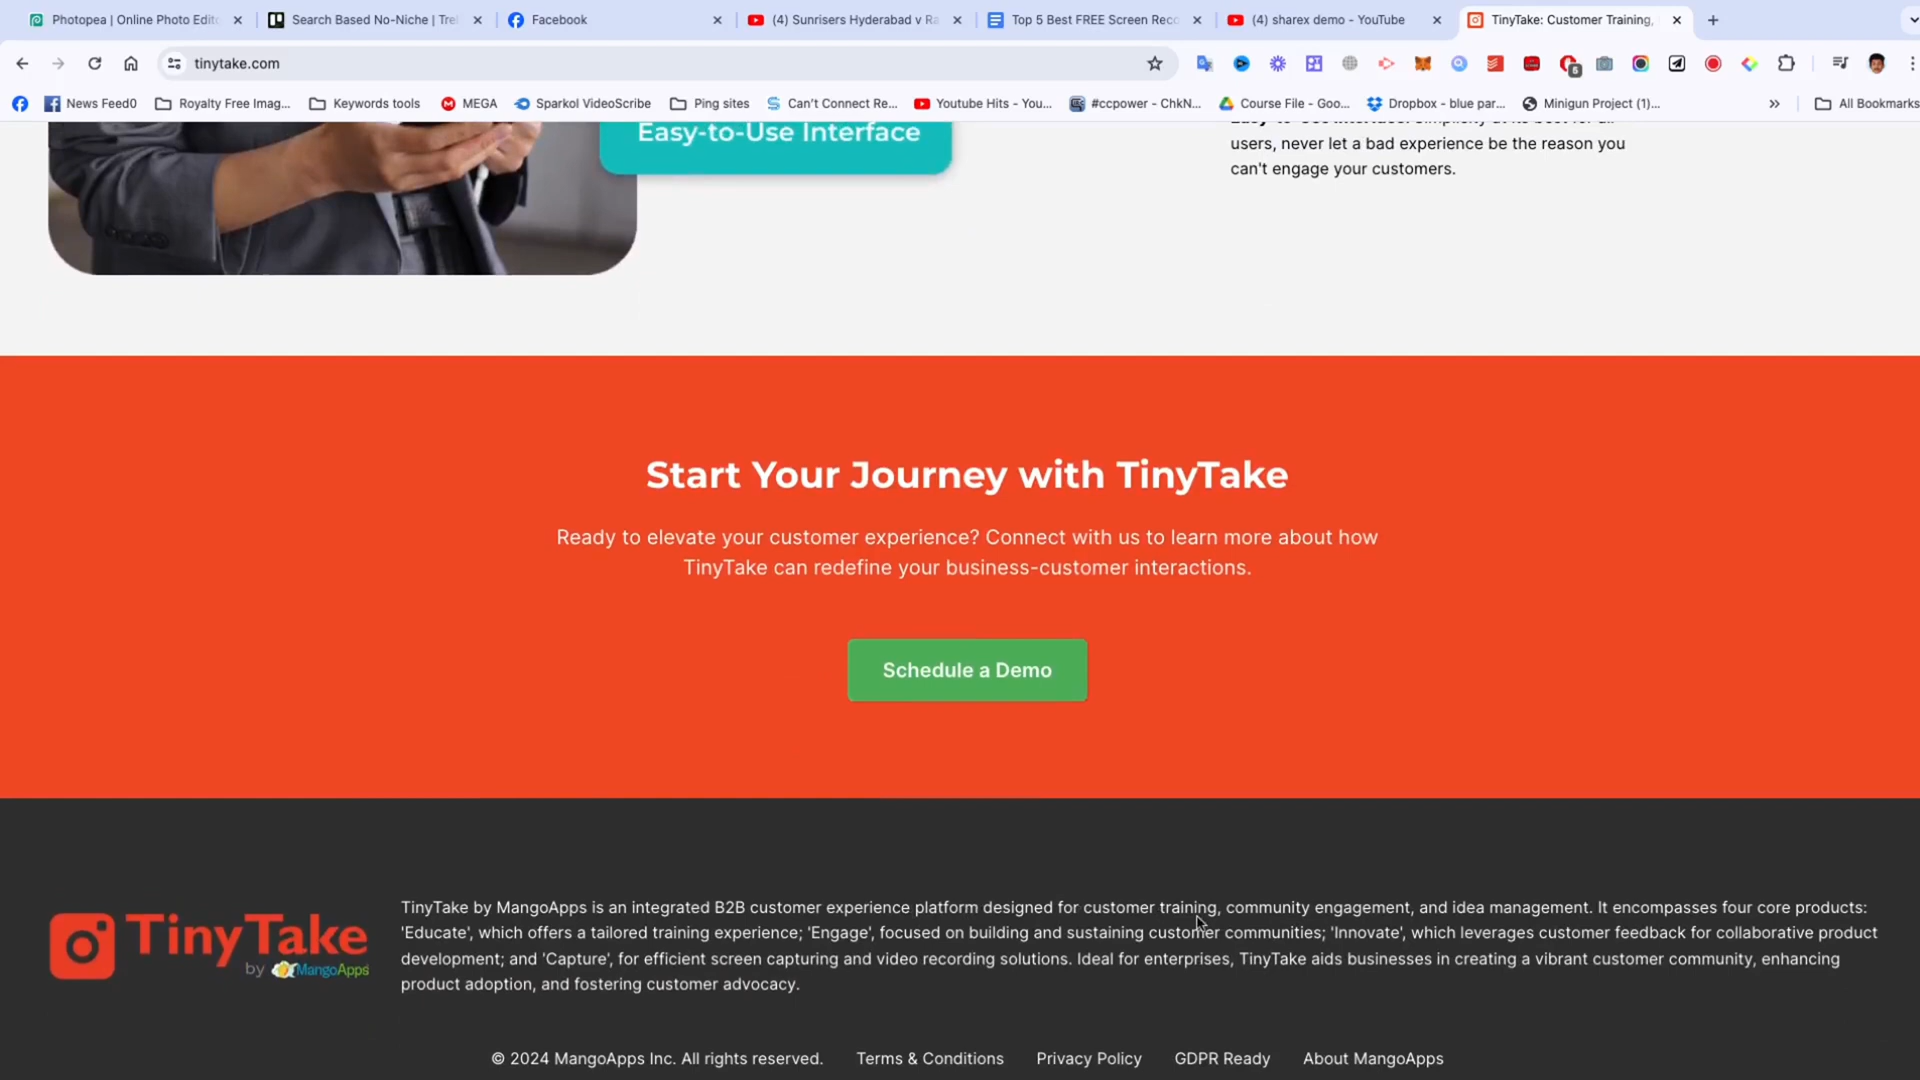 Photopea | Online Photo Edit
Search Based No-Niche | Tre
Facebook
(4) Sunrisers Hyderabad v Ra
Top 5 Best FREE Screen Reco
(4) sharex demo - YouTube
TinyTake: Customer Training,
tinytake.com
5
News Feed0
Royalty Free Imag...
Keywords tools
MEGA
Sparkol VideoScribe
Ping sites
Can't Connect Re...
Youtube Hits - You...
#ccpower - ChkN...
Course File - Goo...
Dropbox - blue par...
Minigun Project (1)...
All Bookmarks
Easy-to-Use Interface
users, never let a bad experience be the reason you
can't engage your customers.
Start Your Journey with TinyTake
Ready to elevate your customer experience? Connect with us to learn more about how
TinyTake can redefine your business-customer interactions.
Schedule a Demo
TinyTake
by MangoApps
TinyTake by MangoApps is an integrated B2B customer experience platform designed for customer training, community engagement, and idea management. It encompasses four core products:
'Educate', which offers a tailored training experience; 'Engage', focused on building and sustaining customer communities; 'Innovate', which leverages customer feedback for collaborative product
development; and 'Capture', for efficient screen capturing and video recording solutions. Ideal for enterprises, TinyTake aids businesses in creating a vibrant customer community, enhancing
product adoption, and fostering customer advocacy.
© 2024 MangoApps Inc. All rights reserved.
Terms & Conditions
Privacy Policy
GDPR Ready
About MangoApps